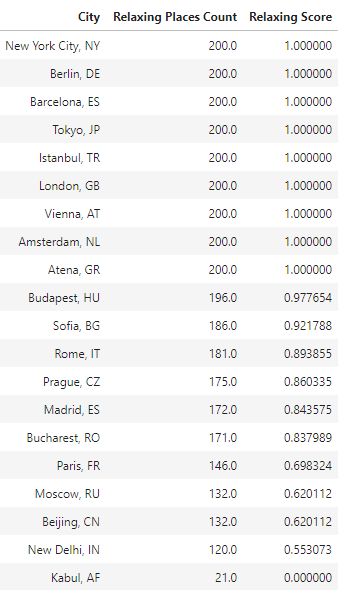 City Relaxing Places Count Relaxing Score
New York City, NY 200.0 1.000000
Berlin, DE 200.0 1.000000
Barcelona, ES 200.0 1.000000
Tokyo, JP 200.0 1.000000
Istanbul, TR 200.0 1.000000
London, GB 200.0 1.000000
Vienna, AT 200.0 1.000000
Amsterdam, NL 200.0 1.000000
Atena, GR 200.0 1.000000
Budapest, HU 196.0 0.977654
Sofia, BG 186.0 0.921788
Rome, IT 181.0 0.893855
Prague, CZ 175.0 0.860335
Madrid, ES 172.0 0.843575
Bucharest, RO 171.0 0.837989
Paris, FR 146.0 0.698324
Moscow, RU 132.0 0.620112
Beijing, CN 132.0 0.620112
New Delhi, IN 120.0 0.553073
Kabul, AF 21.0 0.000000